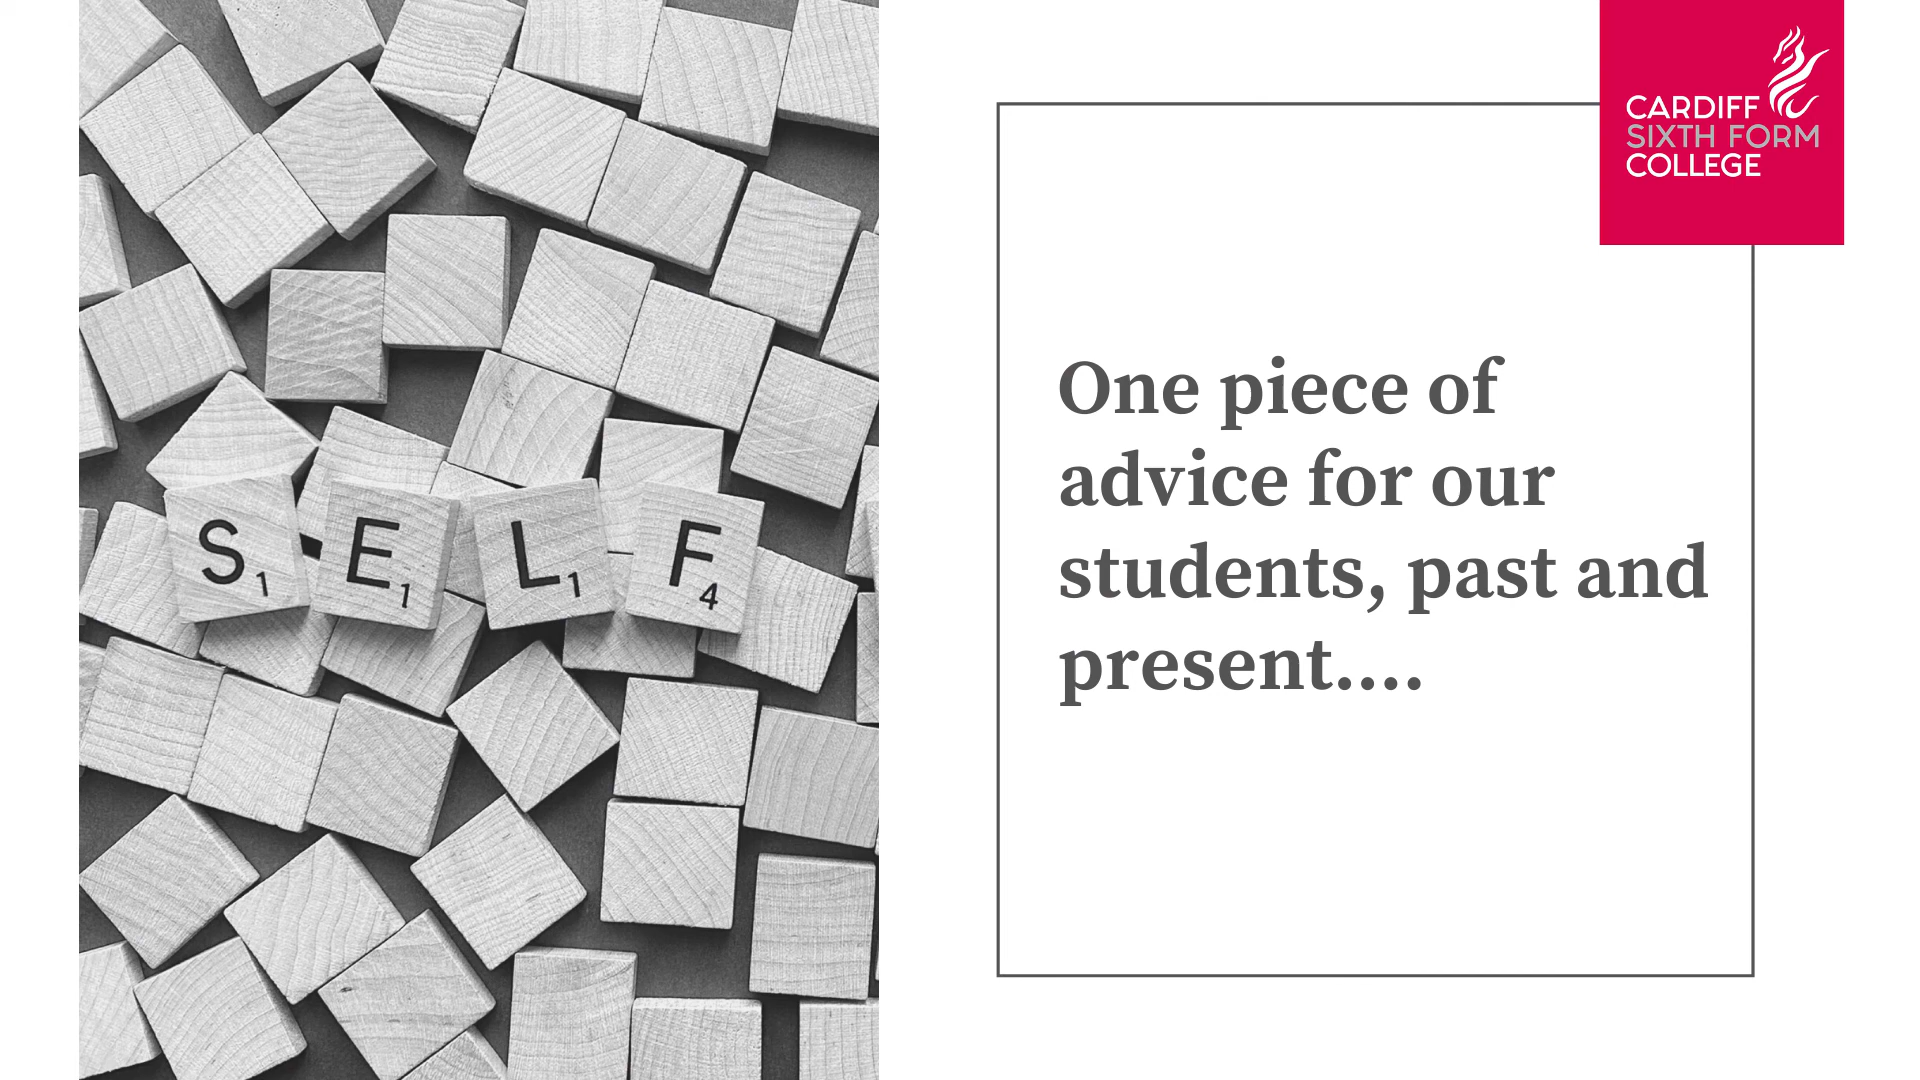 S1 E1 L1 F4
CARDIFF
SIXTH FORM
COLLEGE
One piece of
advice for our
students, past and
present....